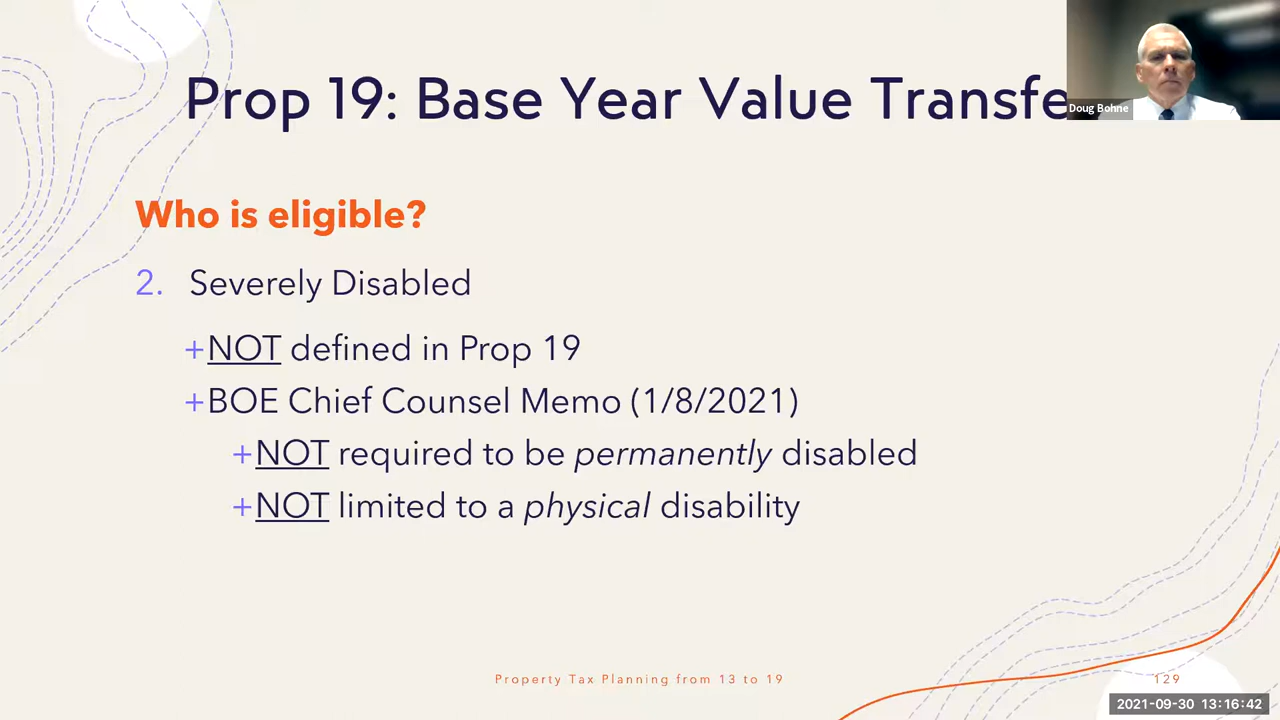 Prop 19: Base Year Value Transfe
Doug Bohne
Who is eligible?
2. Severely Disabled
+NOT defined in Prop 19
+BOE Chief Counsel Memo (1/8/2021)
+NOT required to be permanently disabled
+NOT limited to a physical disability
Property Tax Planning from 13 to 19
129
2021-09-30 13:16:42